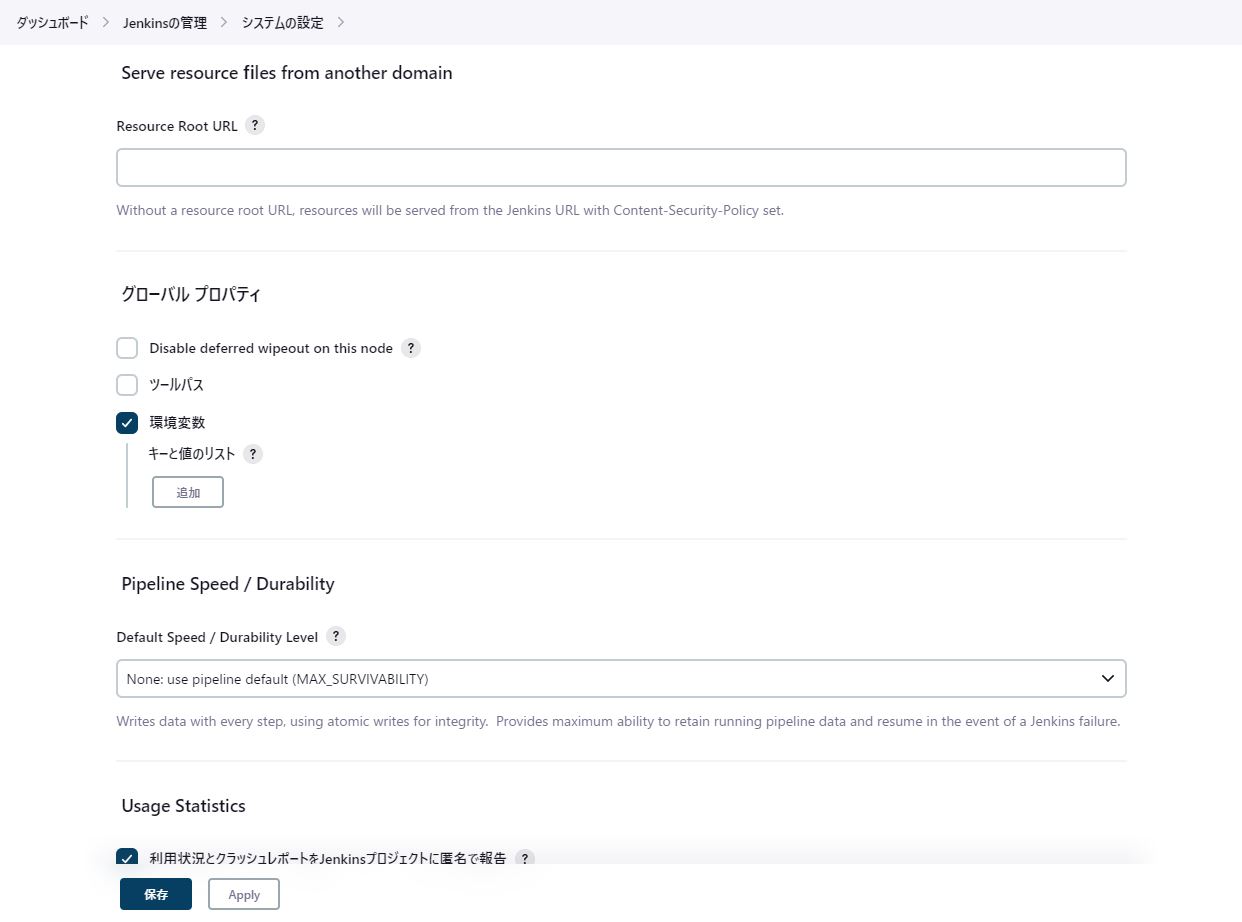 ダッシュボード > Jenkinsの管理 > システムの設定 >
Serve resource files from another domain
Resource Root URL ?
Without a resource root URL, resources will be served from the Jenkins URL with Content-Security-Policy set.
グローバル プロパティ
Disable deferred wipeout on this node ?
ツールパス
環境変数
キーと値のリスト ?
追加
Pipeline Speed / Durability
Default Speed / Durability Level ?
None: use pipeline default (MAX_SURVIVABILITY)
Writes data with every step, using atomic writes for integrity. Provides maximum ability to retain running pipeline data and resume in the event of a Jenkins failure.
Usage Statistics
利用状況とクラッシュレポートをJenkinsプロジェクトに匿名で報告 ?
保存 Apply